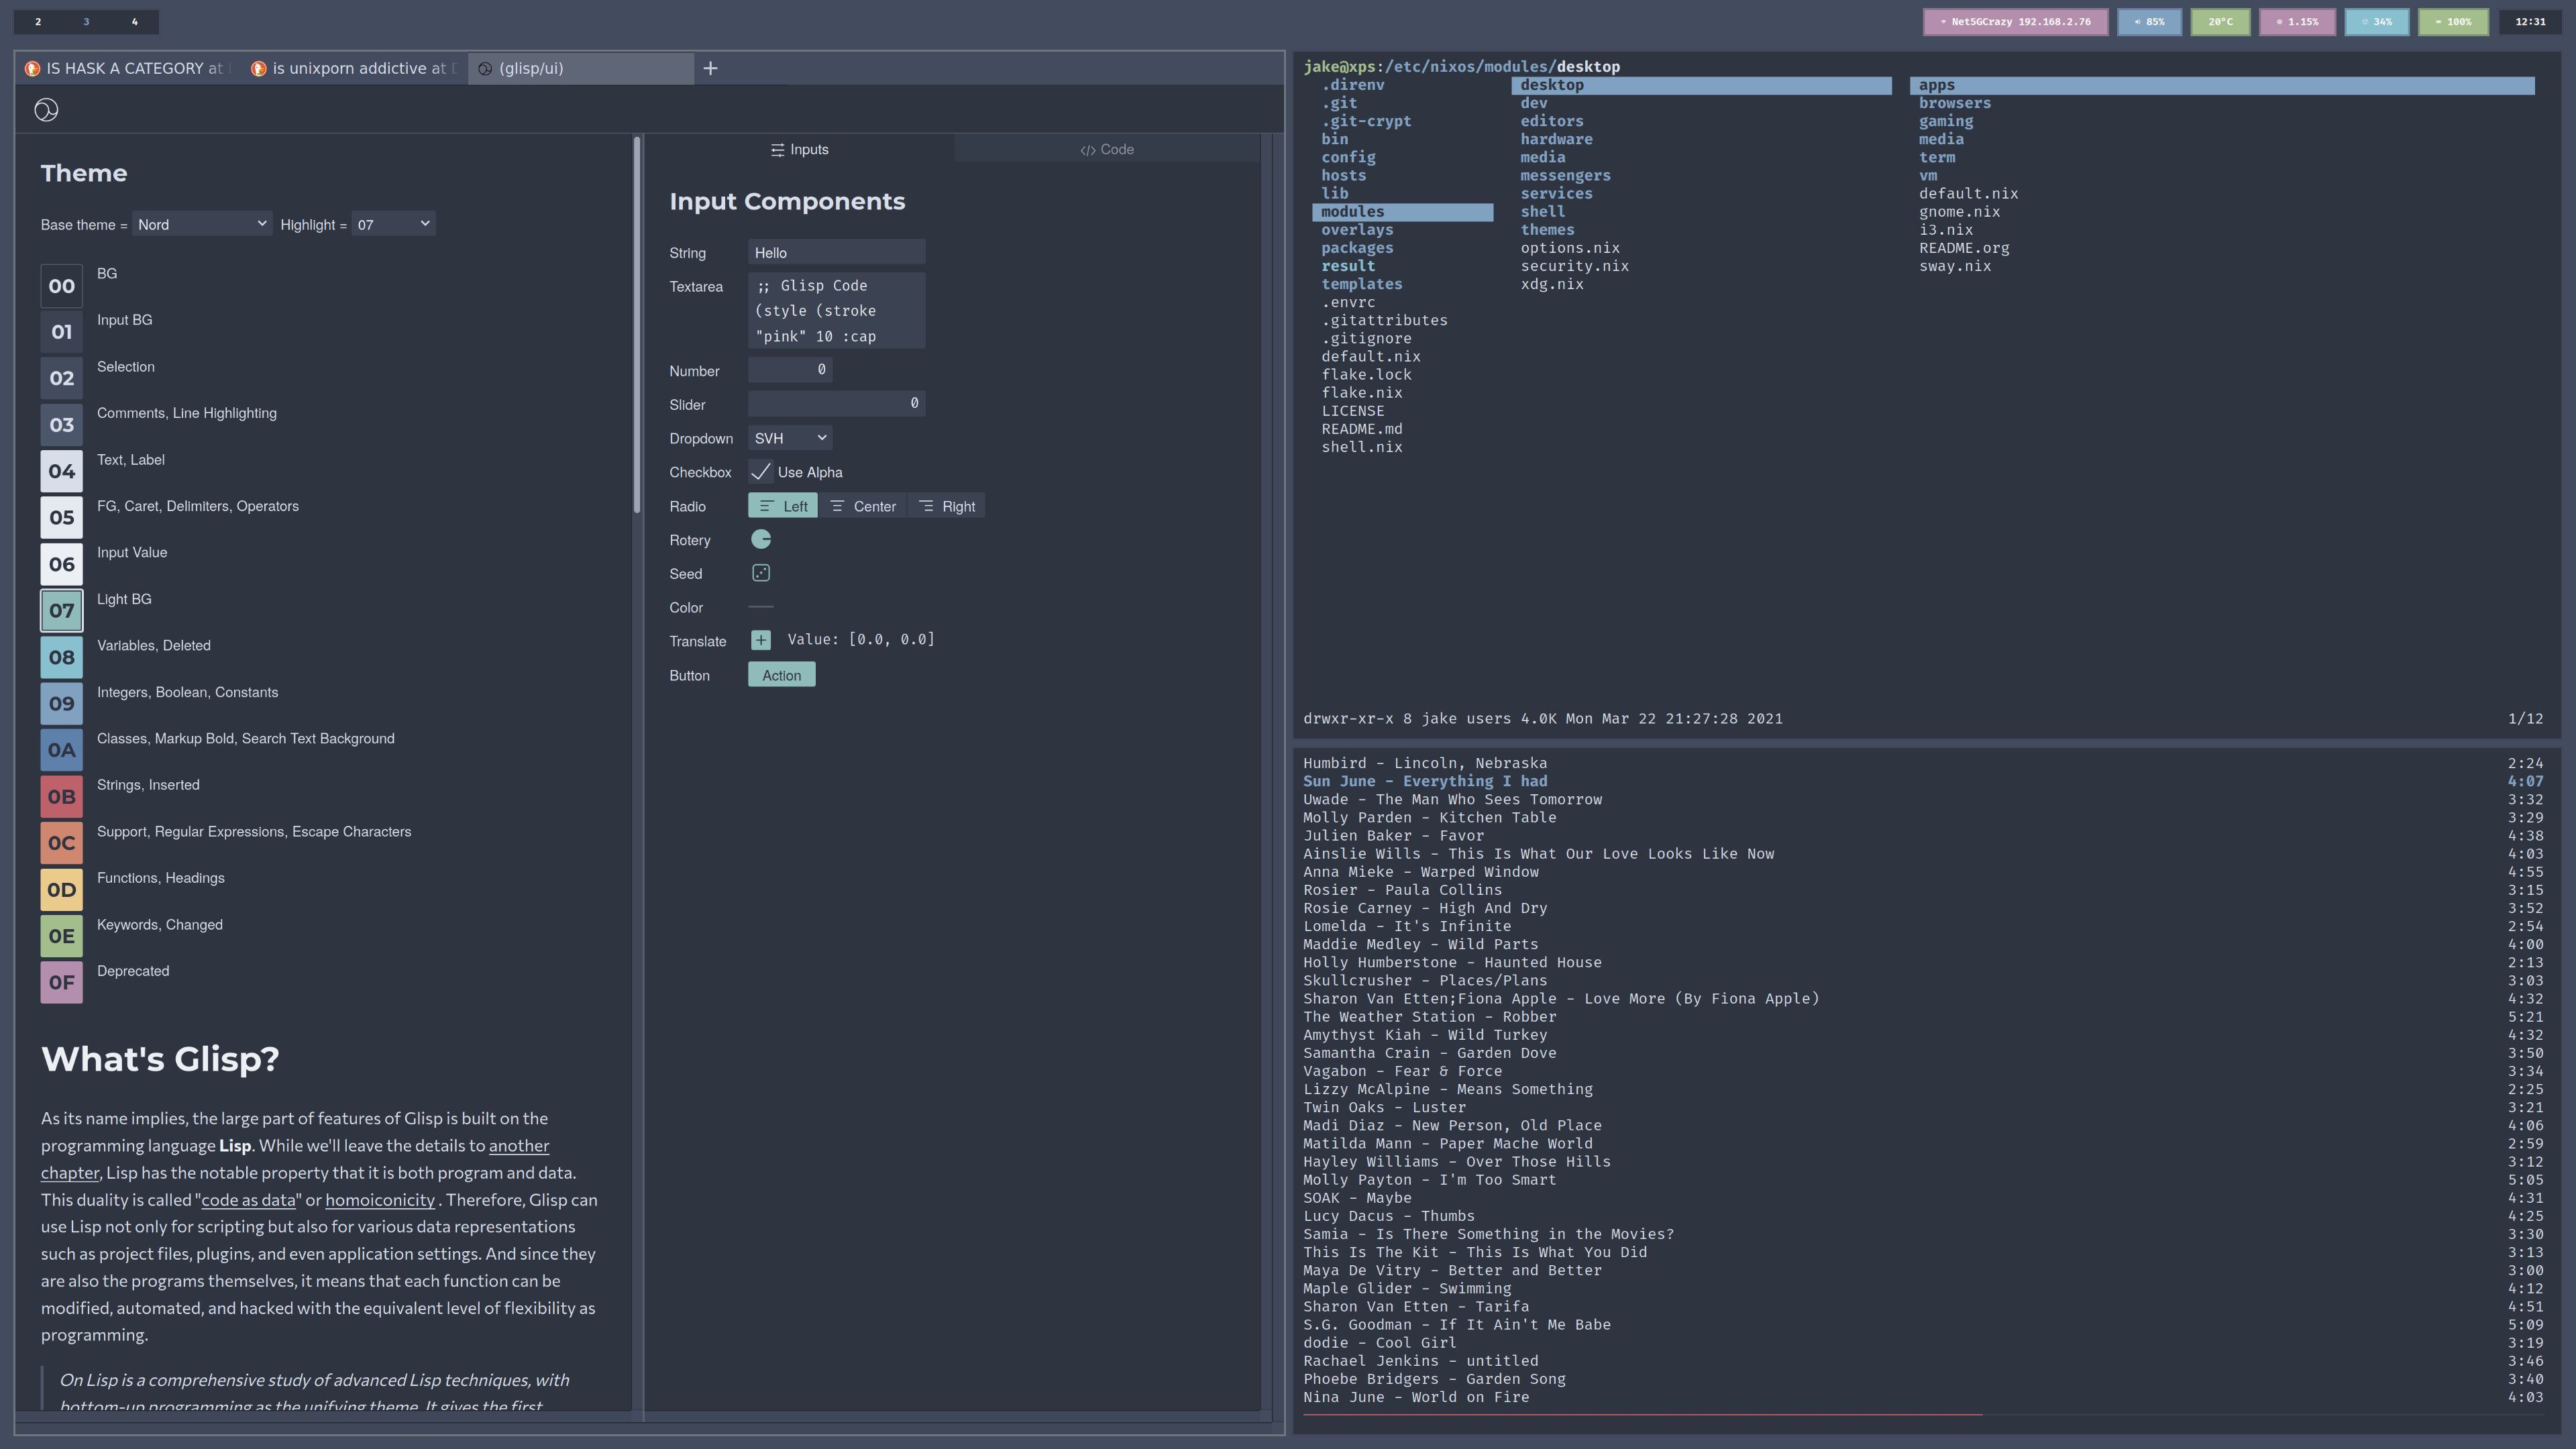 2 3 4
Net5GCrazy 192.168.2.76 85% 20°C 1.15% 34% 100% 12:31
IS HASK A CATEGORY at
is unixporn addictive at
(glisp/ui)
Theme
Base theme = Nord Highlight = 07
00 BG
01 Input BG
02 Selection
03 Comments, Line Highlighting
04 Text, Label
05 FG, Caret, Delimiters, Operators
06 Input Value
07 Light BG
08 Variables, Deleted
09 Integers, Boolean, Constants
0A Classes, Markup Bold, Search Text Background
0B Strings, Inserted
0C Support, Regular Expressions, Escape Characters
0D Functions, Headings
0E Keywords, Changed
0F Deprecated
What's Glisp?
As its name implies, the large part of features of Glisp is built on the
programming language Lisp. While we'll leave the details to another
chapter, Lisp has the notable property that it is both program and data.
This duality is called "code as data" or homoiconicity . Therefore, Glisp can
use Lisp not only for scripting but also for various data representations
such as project files, plugins, and even application settings. And since they
are also the programs themselves, it means that each function can be
modified, automated, and hacked with the equivalent level of flexibility as
programming.
On Lisp is a comprehensive study of advanced Lisp techniques, with
bottom-up programming as the unifying theme. It gives the first
Inputs
</> Code
Input Components
String Hello
Textarea ;; Glisp Code
(style (stroke
"pink" 10 :cap
Number 0
Slider 0
Dropdown SVH
Checkbox Use Alpha
Radio Left Center Right
Rotery
Seed
Color
Translate + Value: [0.0, 0.0]
Button Action
jake@xps:/etc/nixos/modules/desktop
.direnv
.git
.git-crypt
bin
config
hosts
lib
modules
overlays
packages
result
templates
.envrc
.gitattributes
.gitignore
default.nix
flake.lock
flake.nix
LICENSE
README.md
shell.nix
desktop
dev
editors
hardware
media
messengers
services
shell
themes
options.nix
security.nix
xdg.nix
apps
browsers
gaming
media
term
vm
default.nix
gnome.nix
i3.nix
README.org
sway.nix
drwxr-xr-x 8 jake users 4.0K Mon Mar 22 21:27:28 2021 1/12
Humbird - Lincoln, Nebraska 2:24
Sun June - Everything I had 4:07
Uwade - The Man Who Sees Tomorrow 3:32
Molly Parden - Kitchen Table 3:29
Julien Baker - Favor 4:38
Ainslie Wills - This Is What Our Love Looks Like Now 4:03
Anna Mieke - Warped Window 4:55
Rosier - Paula Collins 3:15
Rosie Carney - High And Dry 3:52
Lomelda - It's Infinite 2:54
Maddie Medley - Wild Parts 4:00
Holly Humberstone - Haunted House 2:13
Skullcrusher - Places/Plans 3:03
Sharon Van Etten;Fiona Apple - Love More (By Fiona Apple) 4:32
The Weather Station - Robber 5:21
Amythyst Kiah - Wild Turkey 4:32
Samantha Crain - Garden Dove 3:50
Vagabon - Fear & Force 3:34
Lizzy McAlpine - Means Something 2:25
Twin Oaks - Luster 3:21
Madi Diaz - New Person, Old Place 4:06
Matilda Mann - Paper Mache World 2:59
Hayley Williams - Over Those Hills 3:12
Molly Payton - I'm Too Smart 5:05
SOAK - Maybe 4:31
Lucy Dacus - Thumbs 4:25
Samia - Is There Something in the Movies? 3:30
This Is The Kit - This Is What You Did 3:13
Maya De Vitry - Better and Better 3:00
Maple Glider - Swimming 4:12
Sharon Van Etten - Tarifa 4:51
S.G. Goodman - If It Ain't Me Babe 5:09
dodie - Cool Girl 3:19
Rachael Jenkins - untitled 3:46
Phoebe Bridgers - Garden Song 3:40
Nina June - World on Fire 4:03